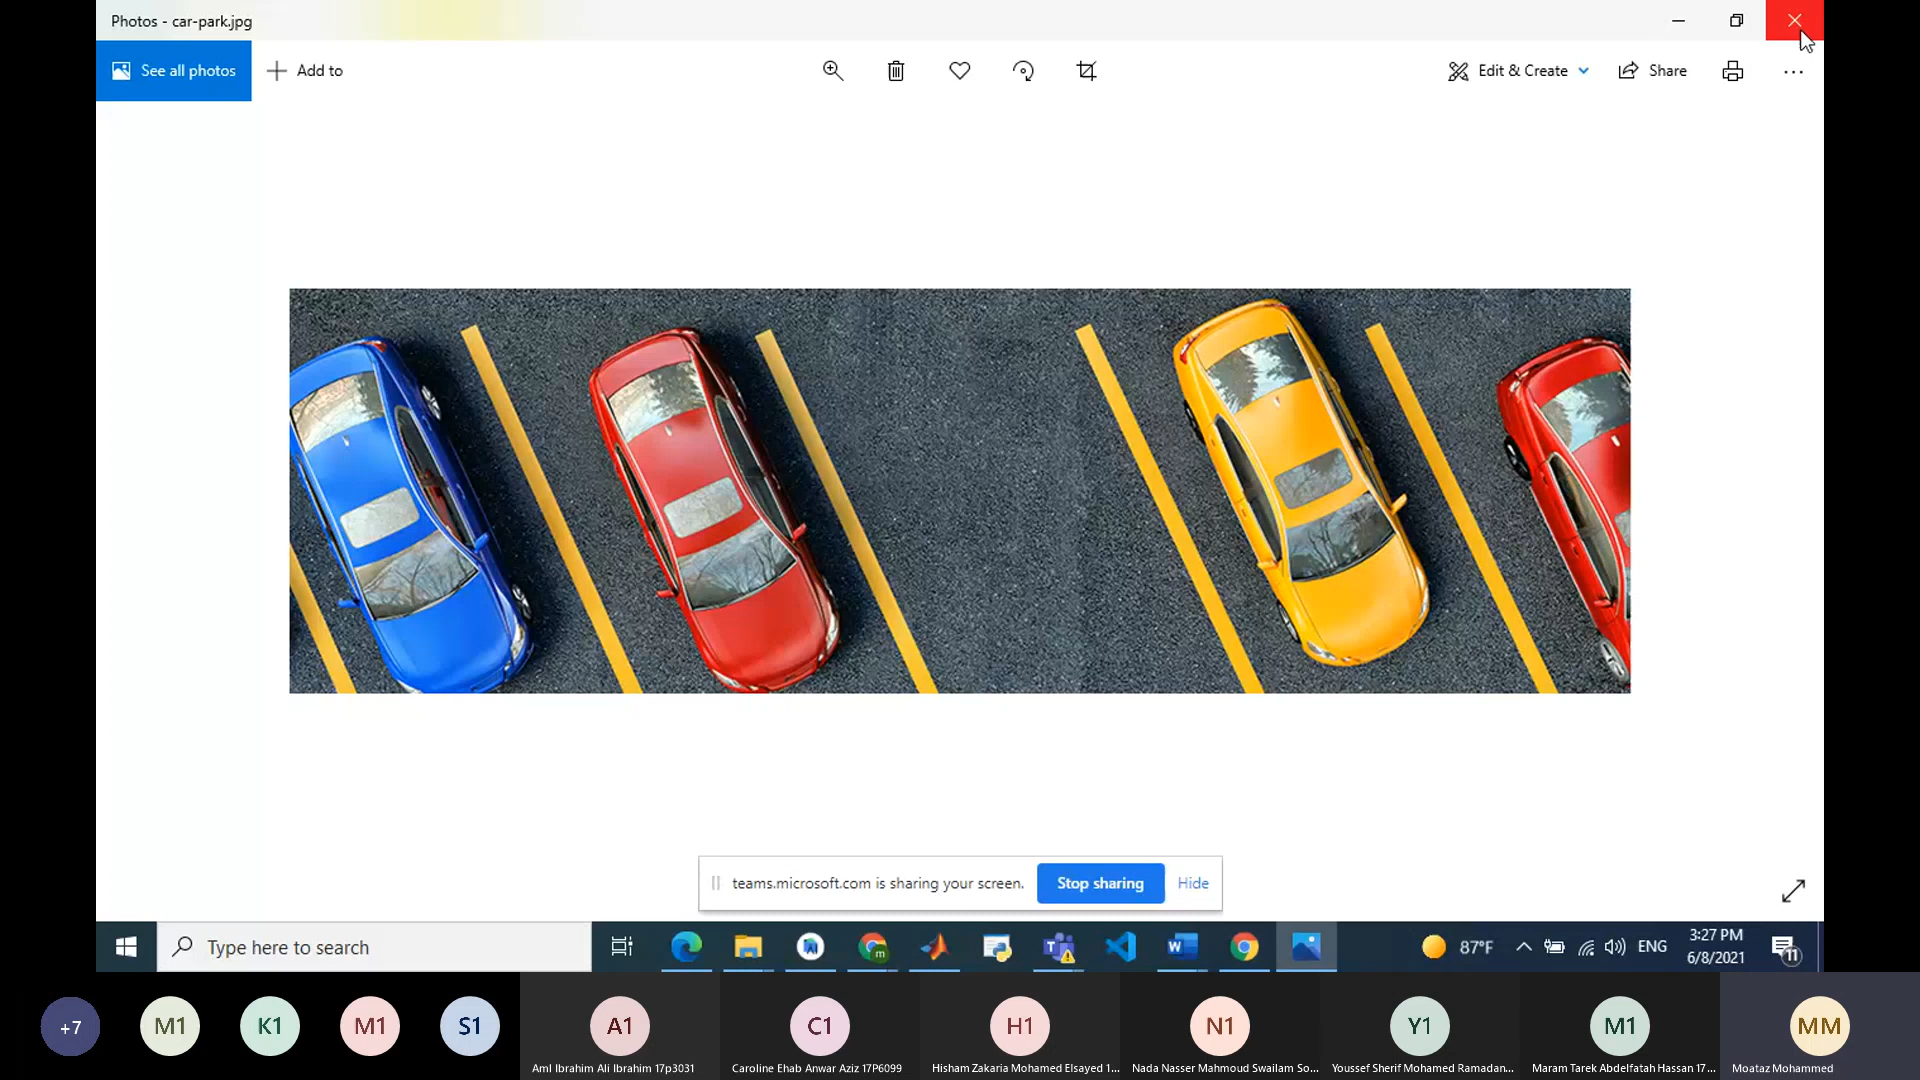 Photos - car-park.jpg
See all photos
Add to
Edit & Create
Share
teams.microsoft.com is sharing your screen.
Stop sharing
Hide
Type here to search
m
W
87°F
ENG
3:27 PM
6/8/2021
11
+7
M1
K1
M1
S1
A1
C1
H1
N1
Y1
M1
MM
Aml Ibrahim Ali Ibrahim 17p3031
Caroline Ehab Anwar Aziz 17P6099
Hisham Zakaria Mohamed Elsayed 1...
Nada Nasser Mahmoud Swailam So...
Youssef Sherif Mohamed Ramadan...
Maram Tarek Abdelfatah Hassan 17...
Moataz Mohammed